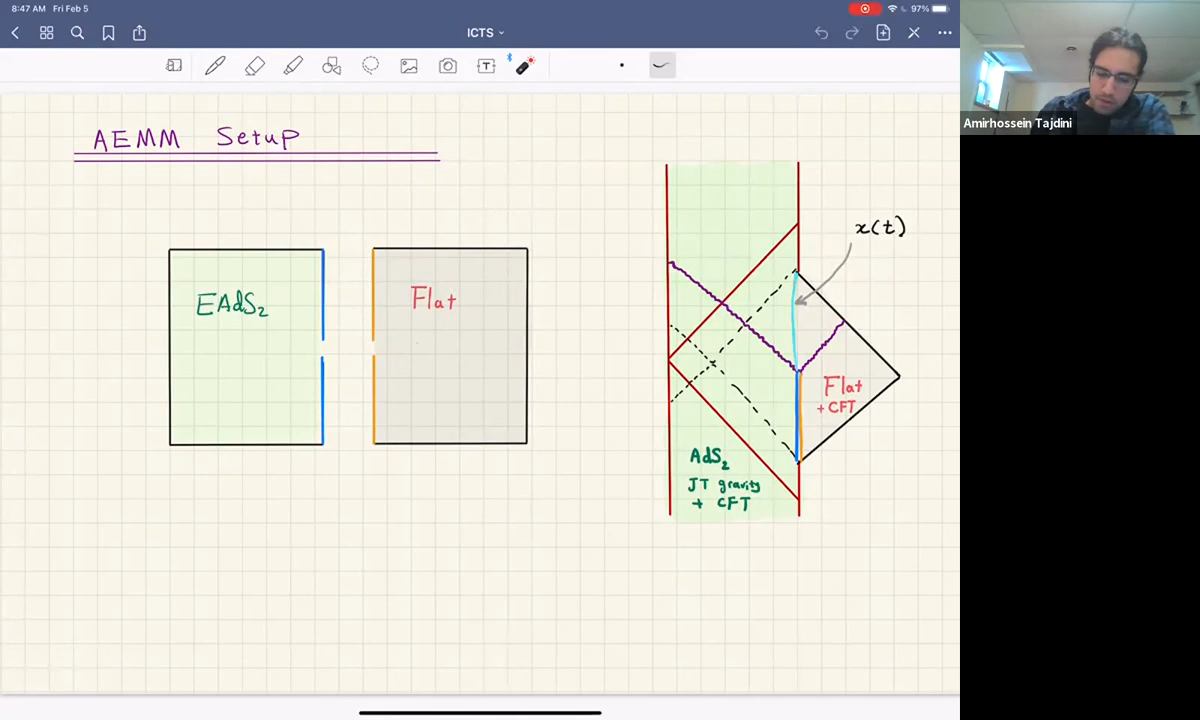 8:47 AM Fri Feb 5
97%
ICTS
T
AEMM Setup
EAdS2
Flat
x(t)
Flat
+ CFT
AdS2
JT gravity
+ CFT
Amirhossein Tajdini